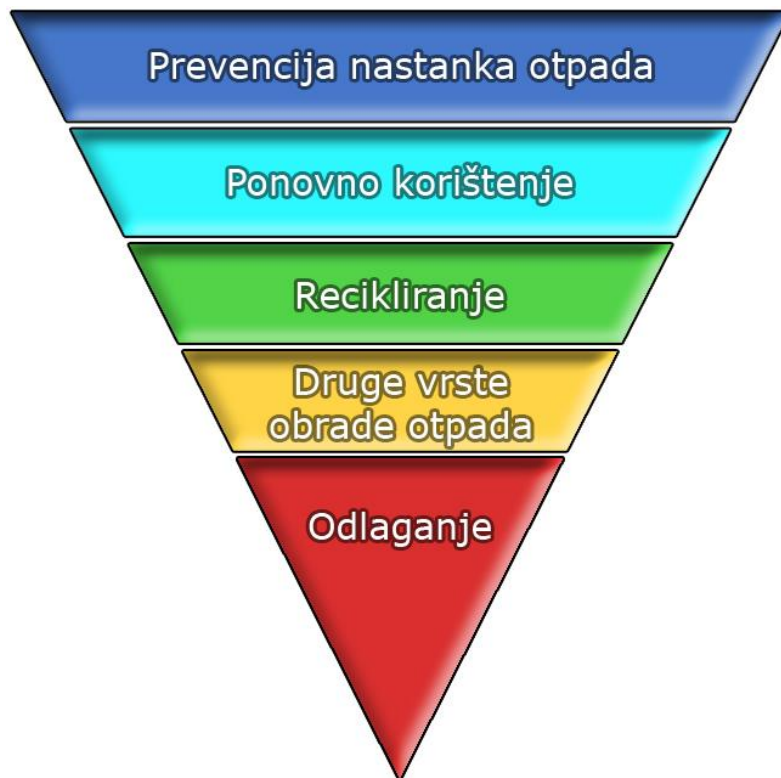 Prevencija nastanka otpada
Ponovno korištenje
Recikliranje
Druge vrste
obrade otpada
Odlaganje